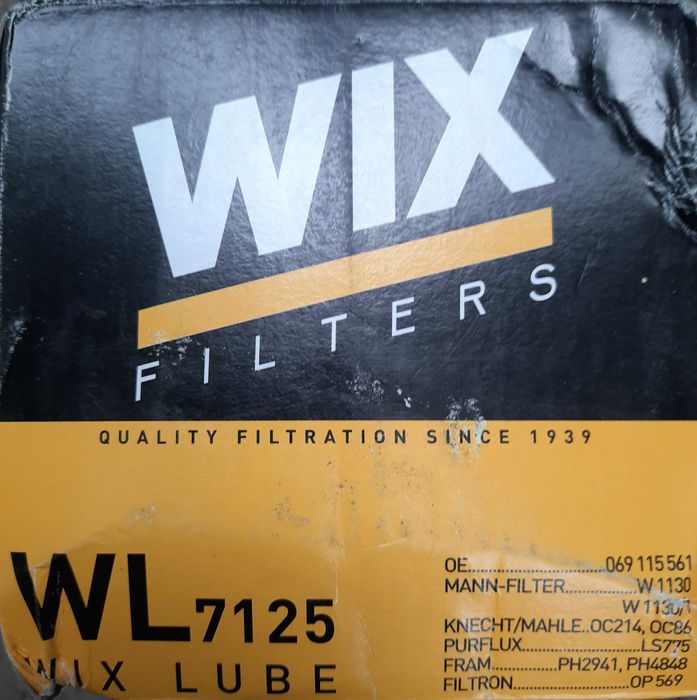 WIX
FILTERS
QUALITY FILTRATION SINCE 1939
WL7125
WIX LUBE
OE.............................069 115 561
MANN-FILTER................W 1130
W 1130/1
KNECHT/MAHLE..OC214, OC86
PURFLUX.........................LS775
FRAM...............PH2941, PH4848
FILTRON.........................OP 569